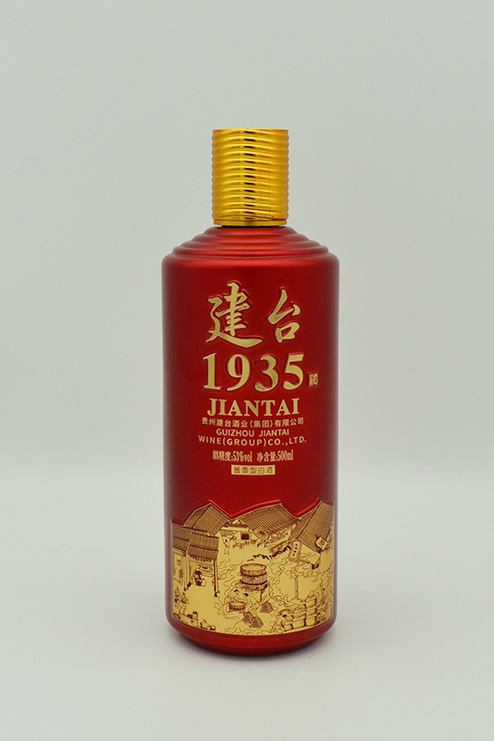 建台
1935
JIANTAI
贵州建台酒业(集团)有限公司
GUIZHOU JIANTAI
WINE(GROUP)CO.,LTD.
酒精度:53%vol 净含量:500ml
酱香型白酒